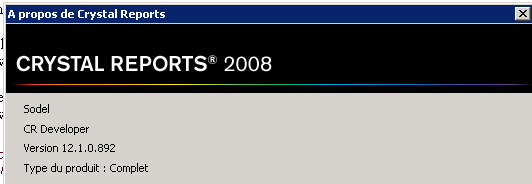 A propos de Crystal Reports
CRYSTAL REPORTS® 2008
Sodel
CR Developer
Version 12.1.0.892
Type du produit : Complet